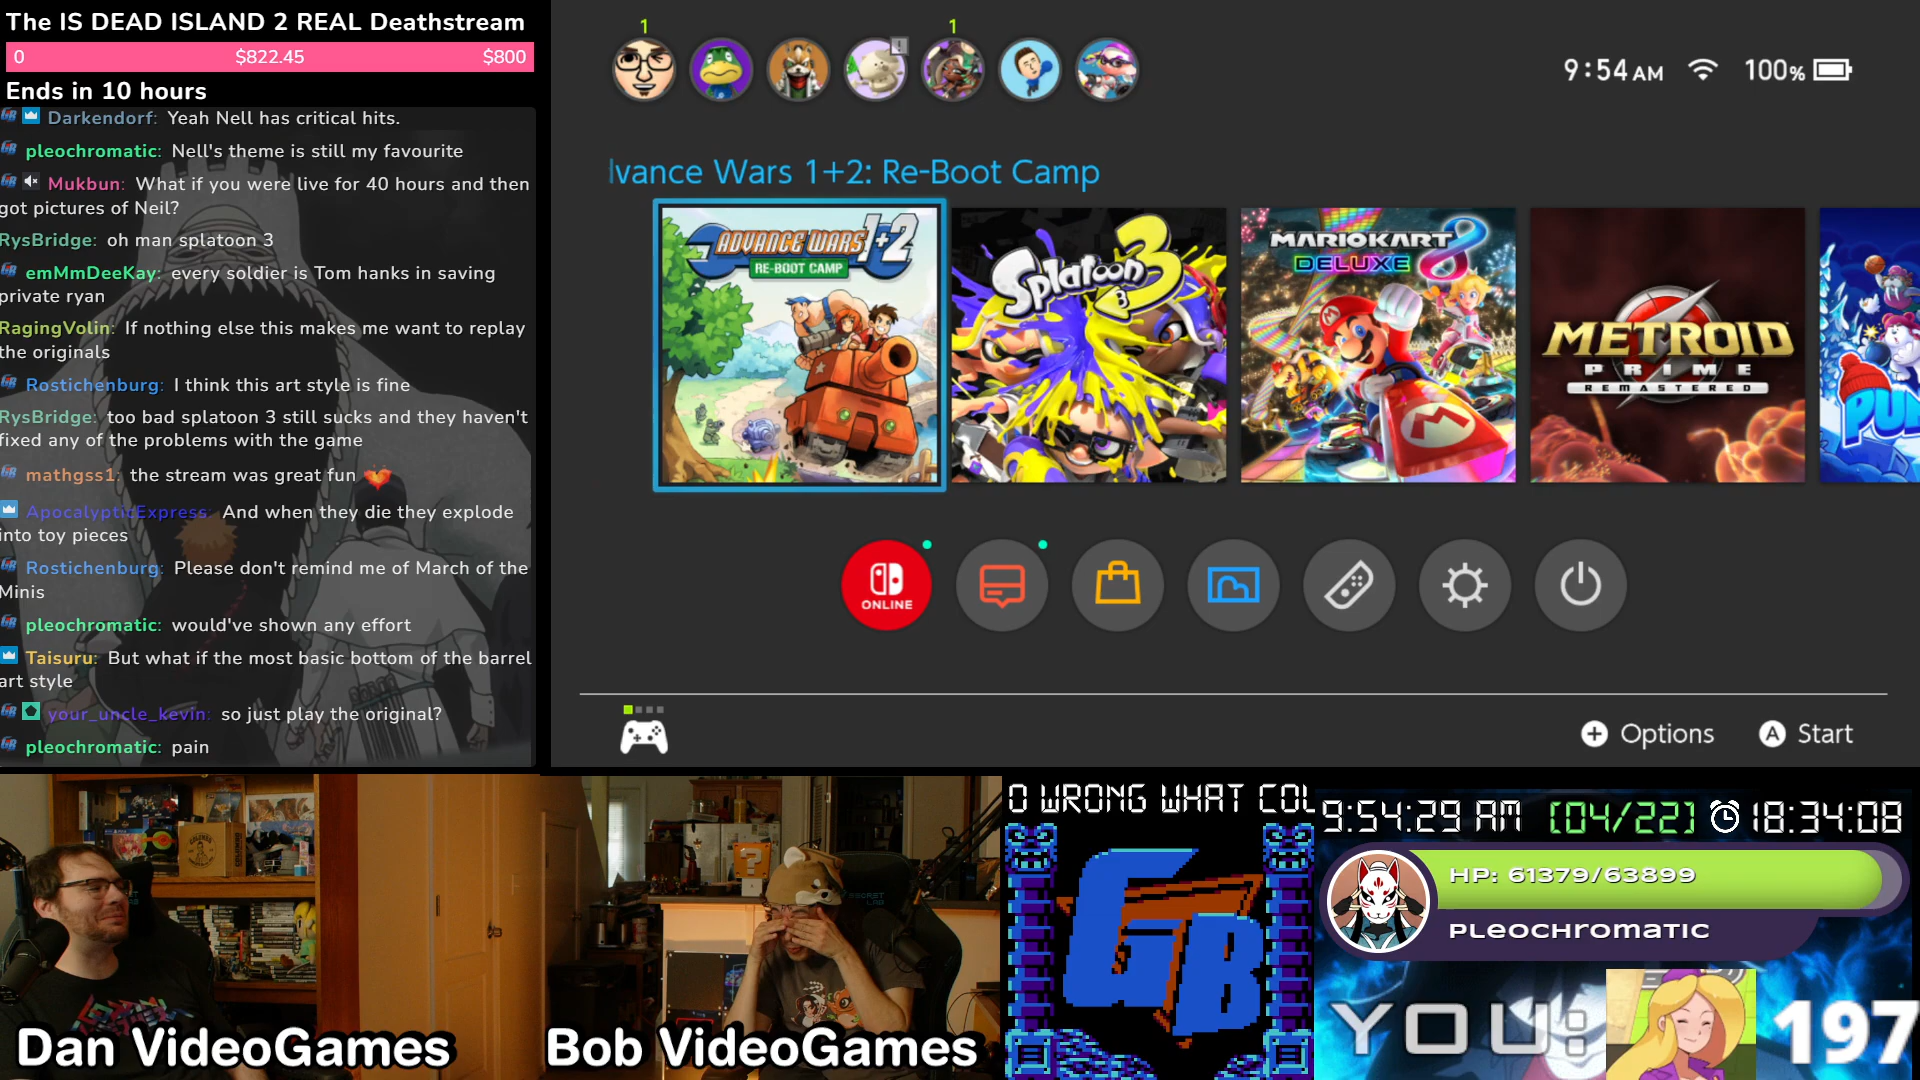 The IS DEAD ISLAND 2 REAL Deathstream
0 $822.45 $800
Ends in 10 hours
Darkendorf: Yeah Nell has critical hits.
pleochromatic: Nell's theme is still my favourite
Mukbun: What if you were live for 40 hours and then
got pictures of Neil?
RysBridge: oh man splatoon 3
emMmDeeKay: every soldier is Tom hanks in saving
private ryan
RagingVolin: If nothing else this makes me want to replay
the originals
Rostichenburg: I think this art style is fine
RysBridge: too bad splatoon 3 still sucks and they haven't
fixed any of the problems with the game
mathgss1: the stream was great fun
ApocalypticExpress: And when they die they explode
into toy pieces
Rostichenburg: Please don't remind me of March of the
Minis
pleochromatic: would've shown any effort
Taisuru: But what if the most basic bottom of the barrel
art style
your_uncle_kevin: so just play the original?
pleochromatic: pain
1 1
9:54 AM 100%
lvance Wars 1+2: Re-Boot Camp
ADVANCE WARS 1+2
RE-BOOT CAMP
Splatoon 3
MARIOKART 8
DELUXE
METROID
PRIME
REMASTERED
PU
ONLINE
Options Start
Dan VideoGames
Bob VideoGames
O WRONG WHAT COL
GB
9:54:29 AM [04/22] 18:34:08
HP: 61379/63899
PLEOCHROMATIC
YOU: 197